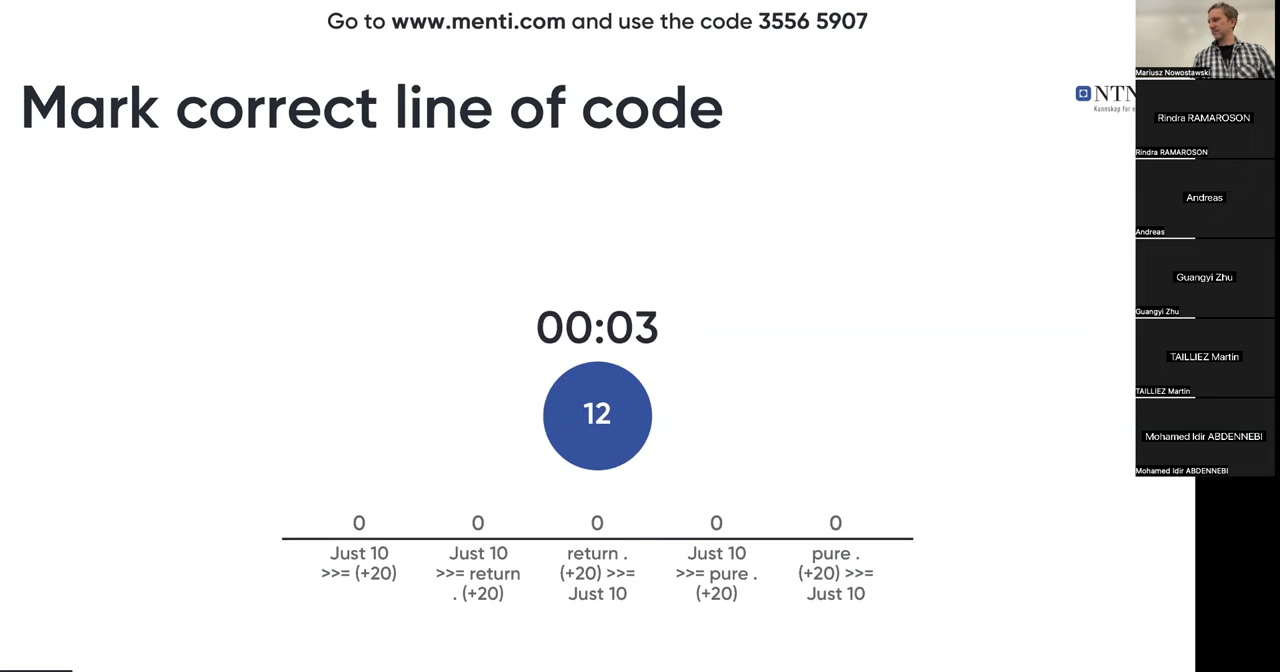 Go to www.menti.com and use the code 3556 5907
Mark correct line of code
NTN
Kunnskap for e
00:03
12
0 0 0 0 0
Just 10
>>= (+20)
Just 10
>>= return
. (+20)
return .
(+20) >>=
Just 10
Just 10
>>= pure .
(+20)
pure .
(+20) >>=
Just 10
Mariusz Nowostawski
Rindra RAMAROSON
Rindra RAMAROSON
Andreas
Andreas
Guangyi Zhu
Guangyi Zhu
TAILLIEZ Martin
TAILLIEZ Martin
Mohamed Idir ABDENNEBI
Mohamed Idir ABDENNEBI